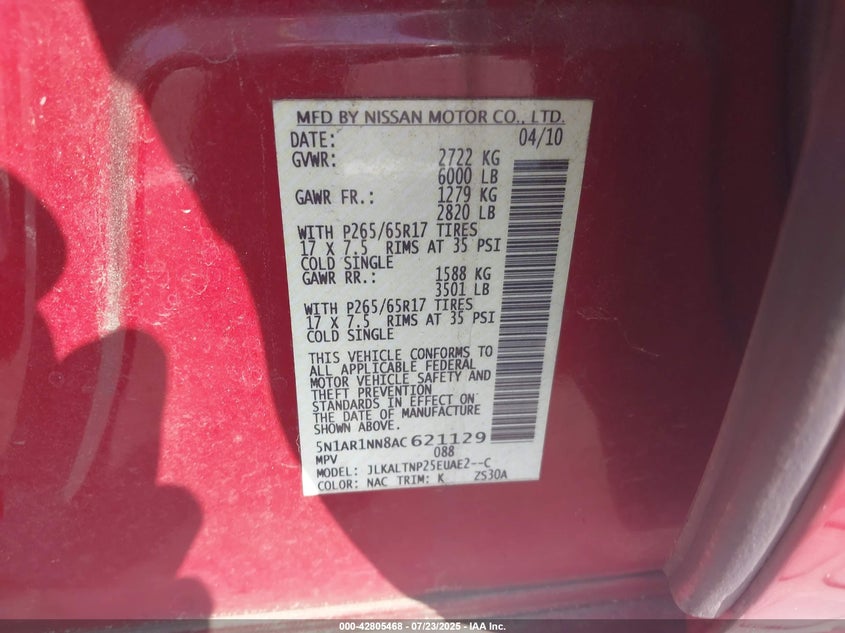 MFD BY NISSAN MOTOR CO., LTD.
DATE: 04/10
GVWR: 2722 KG
6000 LB
GAWR FR.: 1279 KG
2820 LB
WITH P265/65R17 TIRES
17 X 7.5 RIMS AT 35 PSI
COLD SINGLE
GAWR RR.: 1588 KG
3501 LB
WITH P265/65R17 TIRES
17 X 7.5 RIMS AT 35 PSI
COLD SINGLE
THIS VEHICLE CONFORMS TO
ALL APPLICABLE FEDERAL
MOTOR VEHICLE SAFETY AND
THEFT PREVENTION
STANDARDS IN EFFECT ON
THE DATE OF MANUFACTURE
SHOWN ABOVE.
5N1AR1NN8AC621129
MPV 088
MODEL: JLKALTNP25EUAE2--C
COLOR: NAC TRIM: K ZS30A
000-42805468 - 07/23/2025 - IAA Inc.